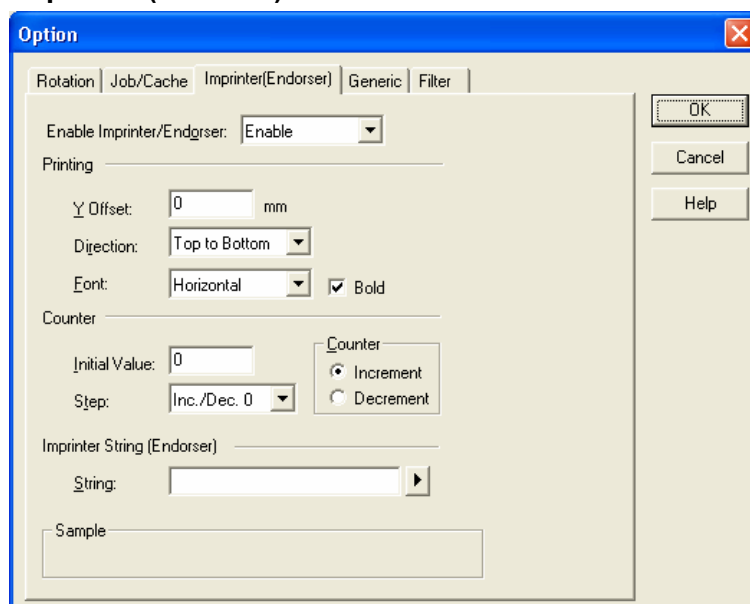 Option
Rotation Job/Cache Imprinter(Endorser) Generic Filter
OK
Enable Imprinter/Endorser: Enable
Cancel
Printing
Help
Y Offset: 0 mm
Direction: Top to Bottom
Font: Horizontal Bold
Counter
Counter
Initial Value: 0
Increment
Step: Inc./Dec. 0
Decrement
Imprinter String (Endorser)
String:
Sample